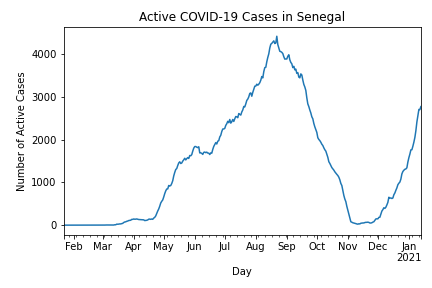 Active COVID-19 Cases in Senegal
Number of Active Cases
4000
3000
2000
1000
0
Feb Mar Apr May Jun Jul Aug Sep Oct Nov Dec Jan
2021
Day